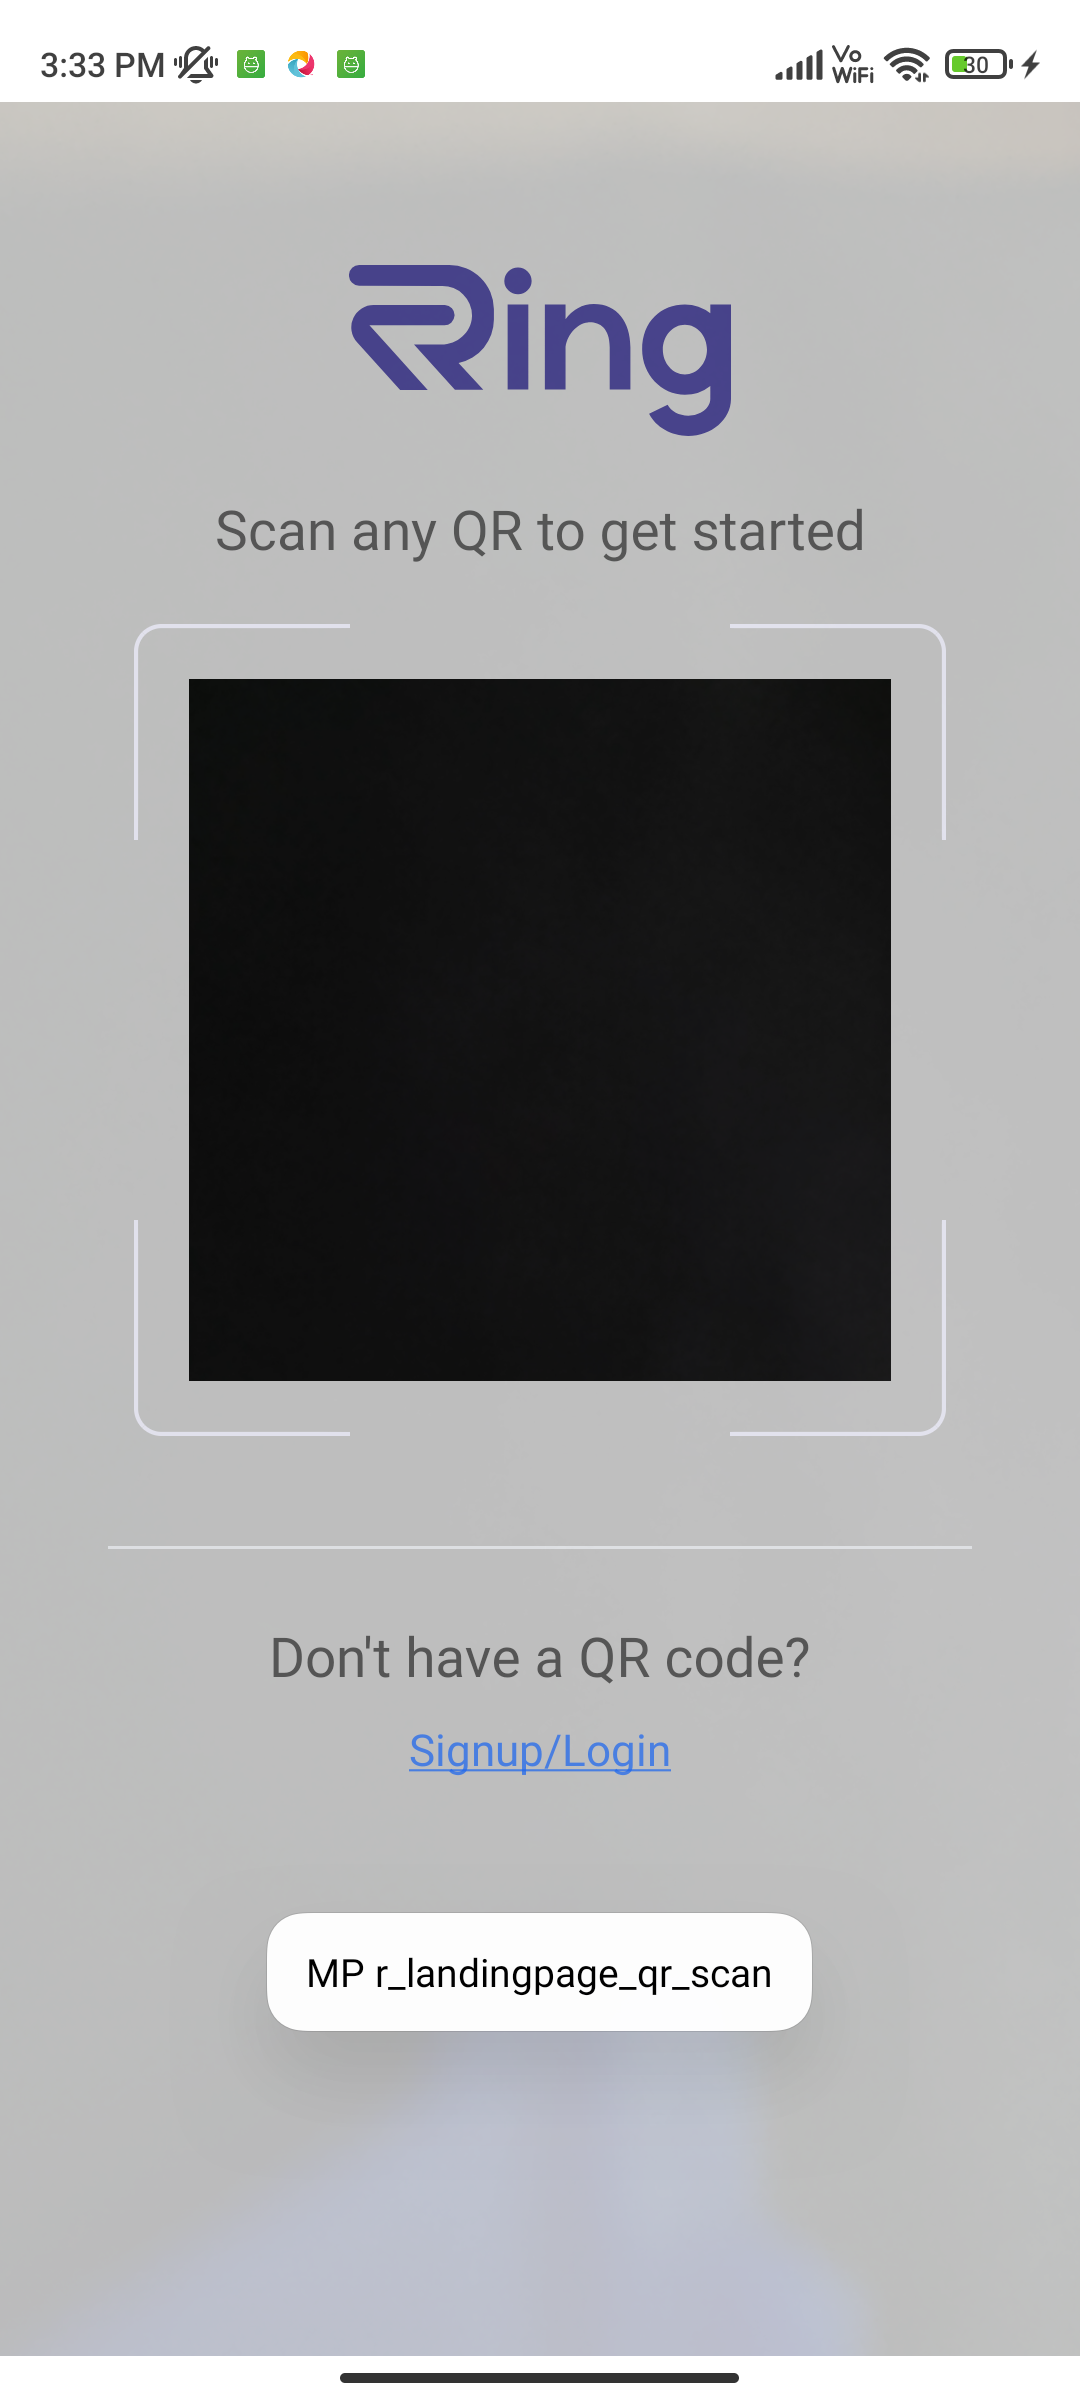 3:33 PM
Vo
WiFi
30
Ring
Scan any QR to get started
Don't have a QR code?
Signup/Login
MP r_landingpage_qr_scan